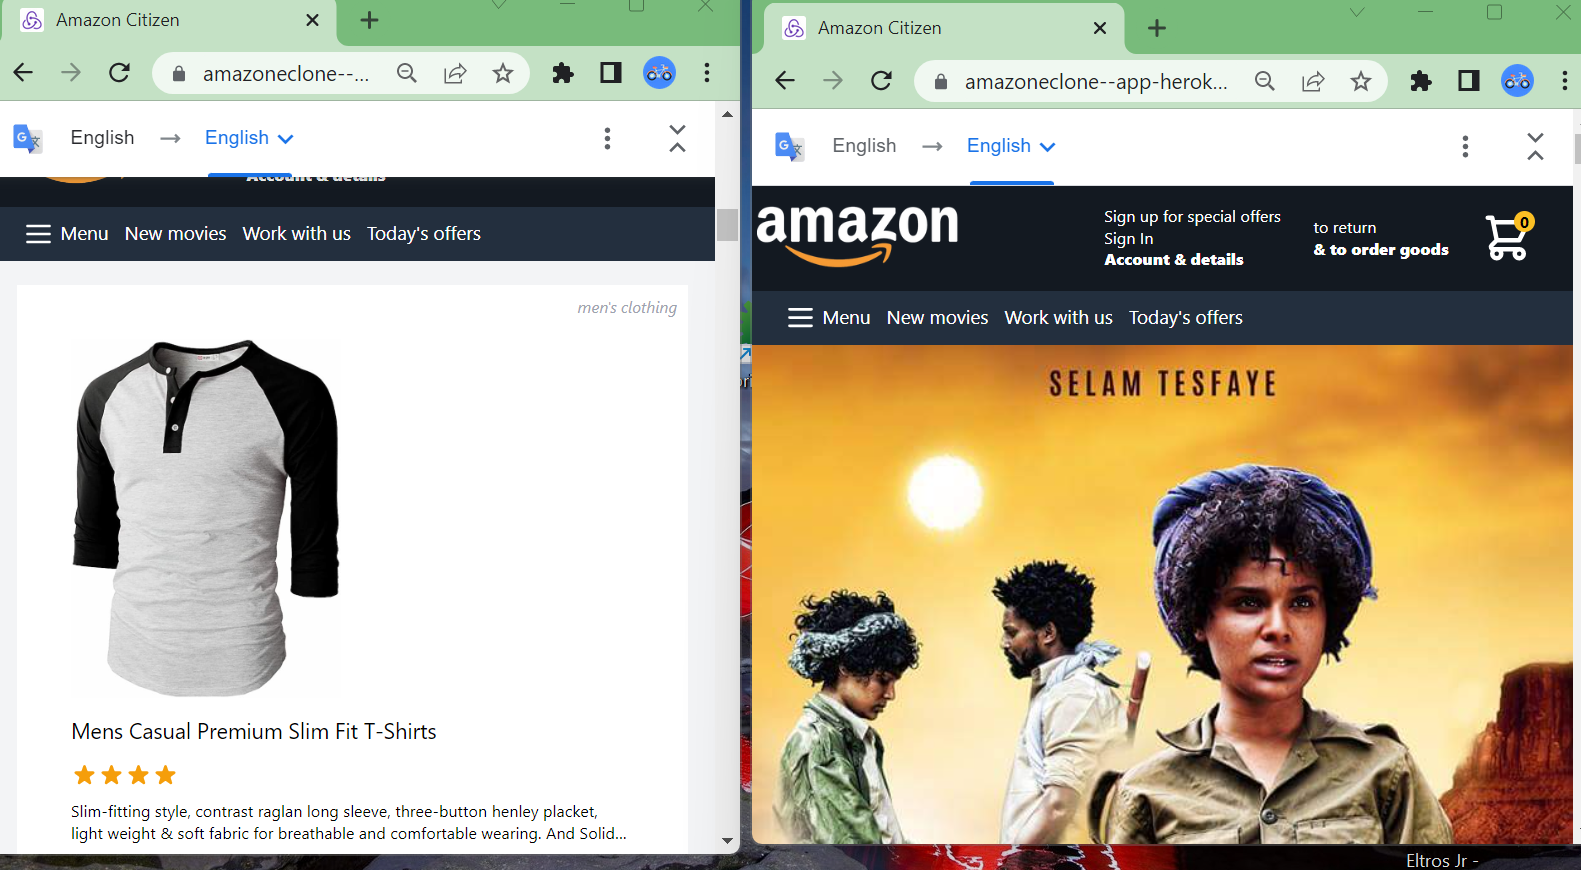 Amazon Citizen
amazoneclone--...
English → English
Account & details
Menu New movies Work with us Today's offers
men's clothing
Mens Casual Premium Slim Fit T-Shirts
Slim-fitting style, contrast raglan long sleeve, three-button henley placket,
light weight & soft fabric for breathable and comfortable wearing. And Solid...
Amazon Citizen
amazoneclone--app-herok...
English → English
amazon
Sign up for special offers
Sign In
Account & details
to return
& to order goods
0
Menu New movies Work with us Today's offers
SELAM TESFAYE
Eltros Jr -